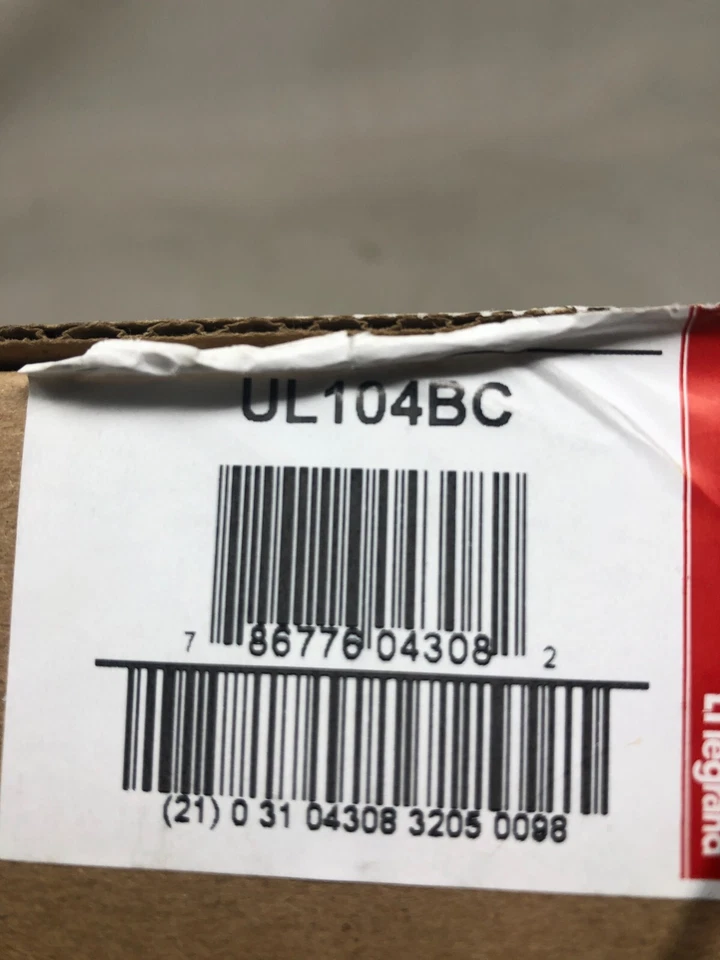 UL104BC
7 86776 04308 2
(21) 0 31 04308 3205 0098
legrand